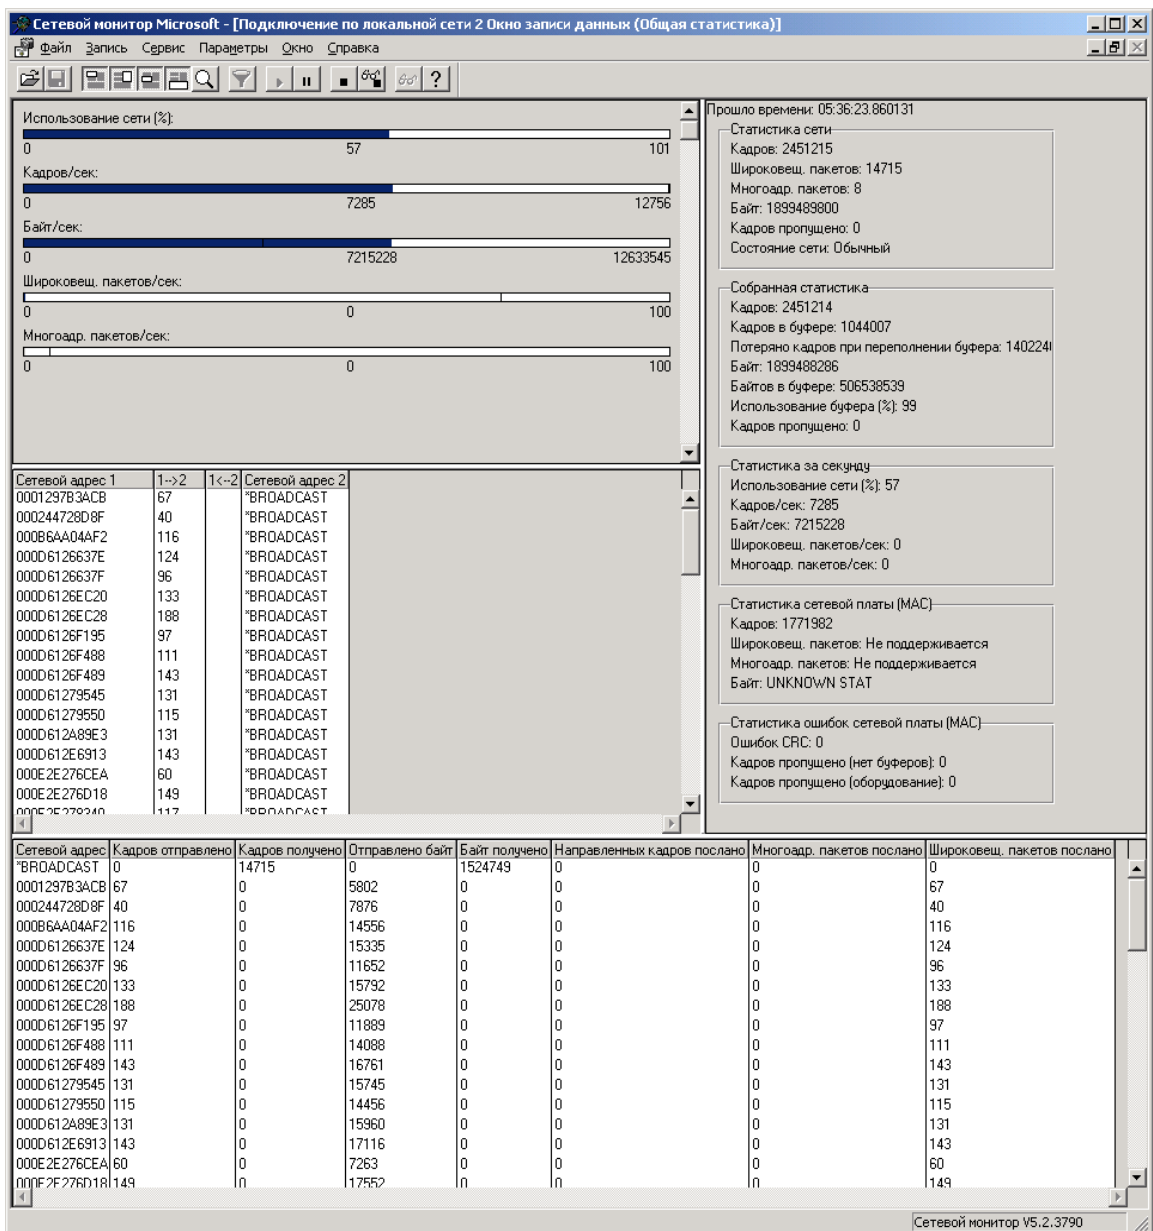 Сетевой монитор Microsoft - [Подключение по локальной сети 2 Окно записи данных (Общая статистика)]
Файл Запись Сервис Параметры Окно Справка
Использование сети (%):
0 57 101
Кадров/сек:
0 7285 12756
Байт/сек:
0 7215228 12633545
Широковещ. пакетов/сек:
0 0 100
Многоадр. пакетов/сек:
0 0 100
Прошло времени: 05:36:23.860131
Статистика сети
Кадров: 2451215
Широковещ. пакетов: 14715
Многоадр. пакетов: 8
Байт: 1899489800
Кадров пропущено: 0
Состояние сети: Обычный
Собранная статистика
Кадров: 2451214
Кадров в буфере: 1044007
Потеряно кадров при переполнении буфера: 140224
Байт: 1899488286
Байтов в буфере: 506538539
Использование буфера (%): 99
Кадров пропущено: 0
Статистика за секунду
Использование сети (%): 57
Кадров/сек: 7285
Байт/сек: 7215228
Широковещ. пакетов/сек: 0
Многоадр. пакетов/сек: 0
Статистика сетевой платы (MAC)
Кадров: 1771982
Широковещ. пакетов: Не поддерживается
Многоадр. пакетов: Не поддерживается
Байт: UNKNOWN STAT
Статистика ошибок сетевой платы (MAC)
Ошибок CRC: 0
Кадров пропущено (нет буферов): 0
Кадров пропущено (оборудование): 0
Сетевой адрес 1 1-->2 1<--2 Сетевой адрес 2
0001297B3ACB 67 *BROADCAST
000244728D8F 40 *BROADCAST
000B6AA04AF2 116 *BROADCAST
000D6126637E 124 *BROADCAST
000D6126637F 96 *BROADCAST
000D6126EC20 133 *BROADCAST
000D6126EC28 188 *BROADCAST
000D6126F195 97 *BROADCAST
000D6126F488 111 *BROADCAST
000D6126F489 143 *BROADCAST
000D61279545 131 *BROADCAST
000D61279550 115 *BROADCAST
000D612A89E3 131 *BROADCAST
000D612E6913 143 *BROADCAST
000E2E276CEA 60 *BROADCAST
000E2E276D18 149 *BROADCAST
000E2E278340 117 *BROADCAST
Сетевой адрес Кадров отправлено Кадров получено Отправлено байт Байт получено Направленных кадров послано Многоадр. пакетов послано Широковещ. пакетов послано
*BROADCAST 0 14715 0 1524749 0 0 0
0001297B3ACB 67 0 5802 0 0 0 67
000244728D8F 40 0 7876 0 0 0 40
000B6AA04AF2 116 0 14556 0 0 0 116
000D6126637E 124 0 15335 0 0 0 124
000D6126637F 96 0 11652 0 0 0 96
000D6126EC20 133 0 15792 0 0 0 133
000D6126EC28 188 0 25078 0 0 0 188
000D6126F195 97 0 11889 0 0 0 97
000D6126F488 111 0 14088 0 0 0 111
000D6126F489 143 0 16761 0 0 0 143
000D61279545 131 0 15745 0 0 0 131
000D61279550 115 0 14456 0 0 0 115
000D612A89E3 131 0 15960 0 0 0 131
000D612E6913 143 0 17116 0 0 0 143
000E2E276CEA 60 0 7263 0 0 0 60
000E2E276D18 149 0 17552 0 0 0 149
Сетевой монитор V5.2.3790